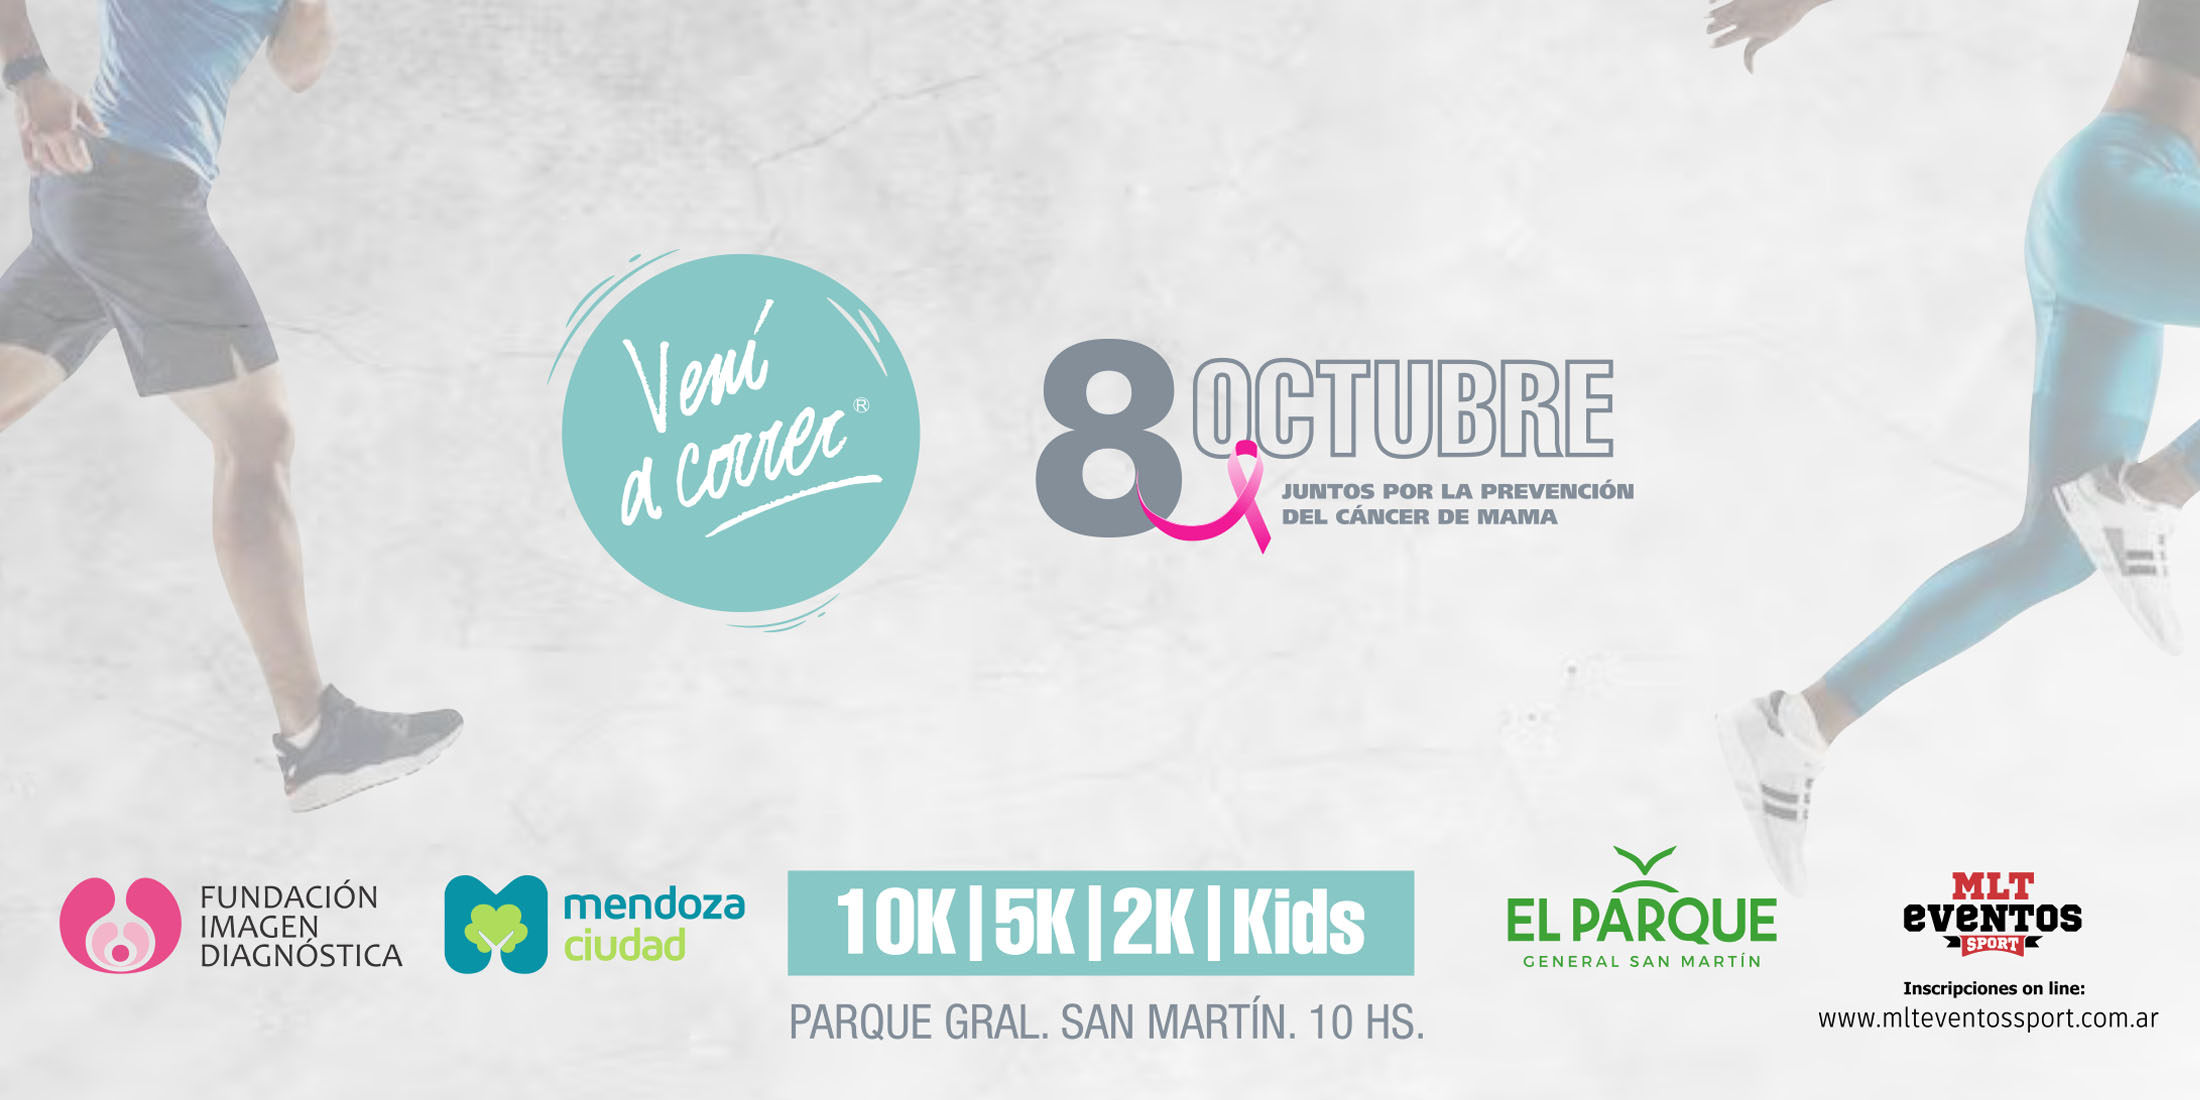 Vení
a correr®
8 OCTUBRE
JUNTOS POR LA PREVENCIÓN
DEL CÁNCER DE MAMA
FUNDACIÓN
IMAGEN
DIAGNÓSTICA
mendoza
ciudad
10K|5K|2K|Kids
PARQUE GRAL. SAN MARTÍN. 10 HS.
EL PARQUE
GENERAL SAN MARTÍN
MLT
eventos
SPORT
Inscripciones on line:
www.mlteventossport.com.ar